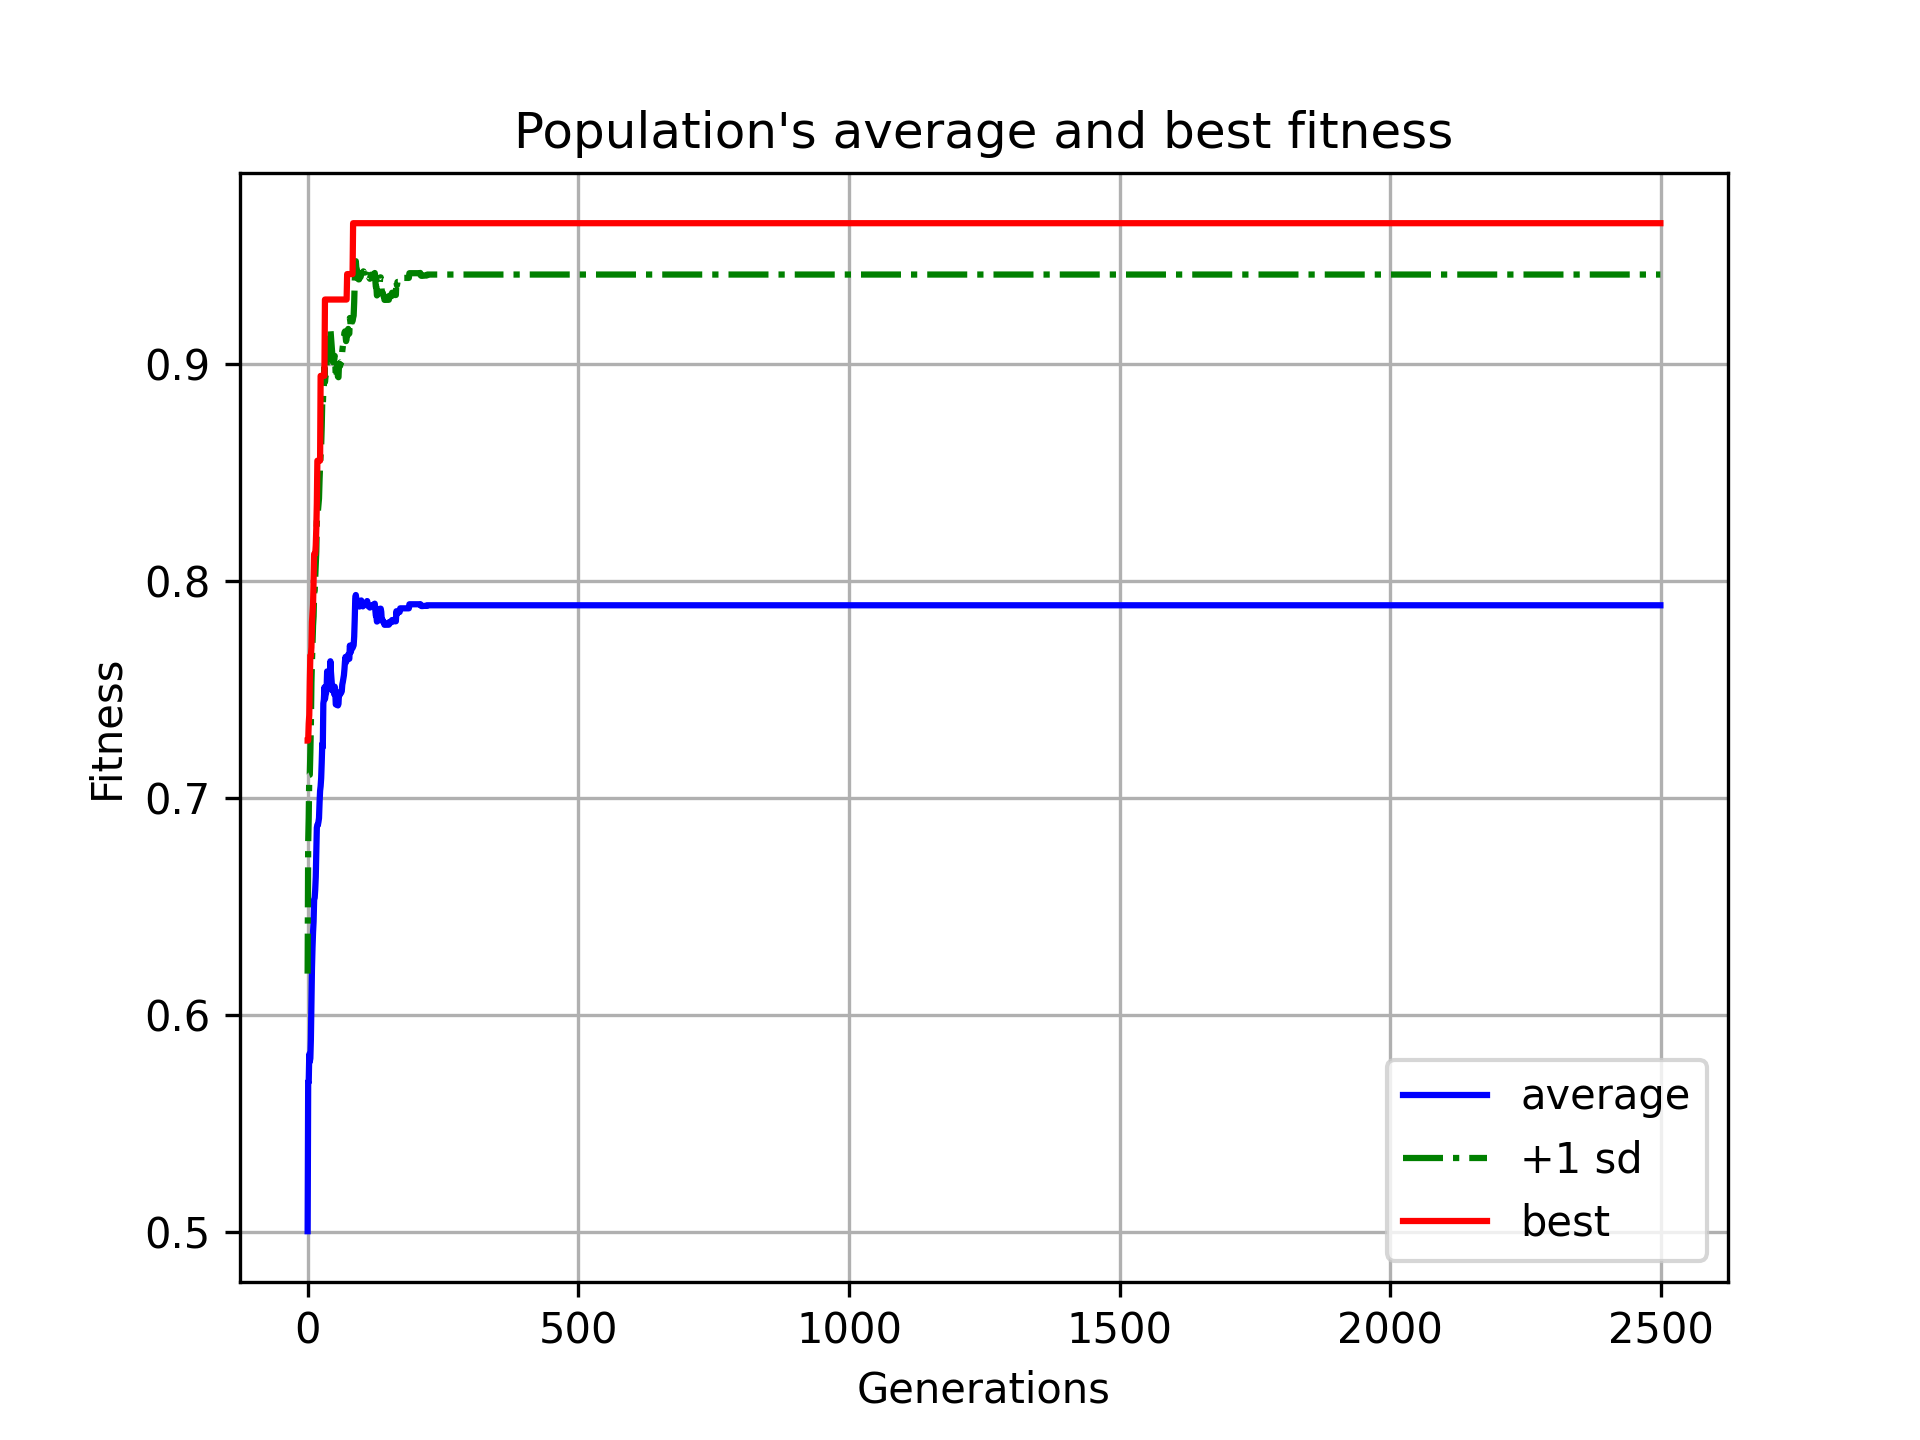 Population's average and best fitness
Fitness
0.9
0.8
0.7
0.6
0.5
0
500
1000
1500
2000
2500
Generations
average
+1 sd
best